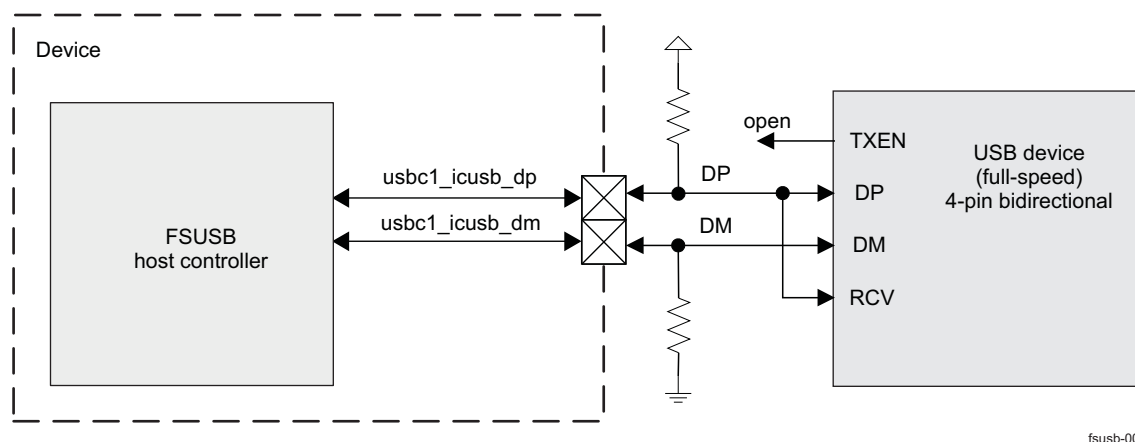 Device
FSUSB
host controller
usbc1_icusb_dp
usbc1_icusb_dm
DP
DM
open
TXEN
DP
DM
RCV
USB device
(full-speed)
4-pin bidirectional